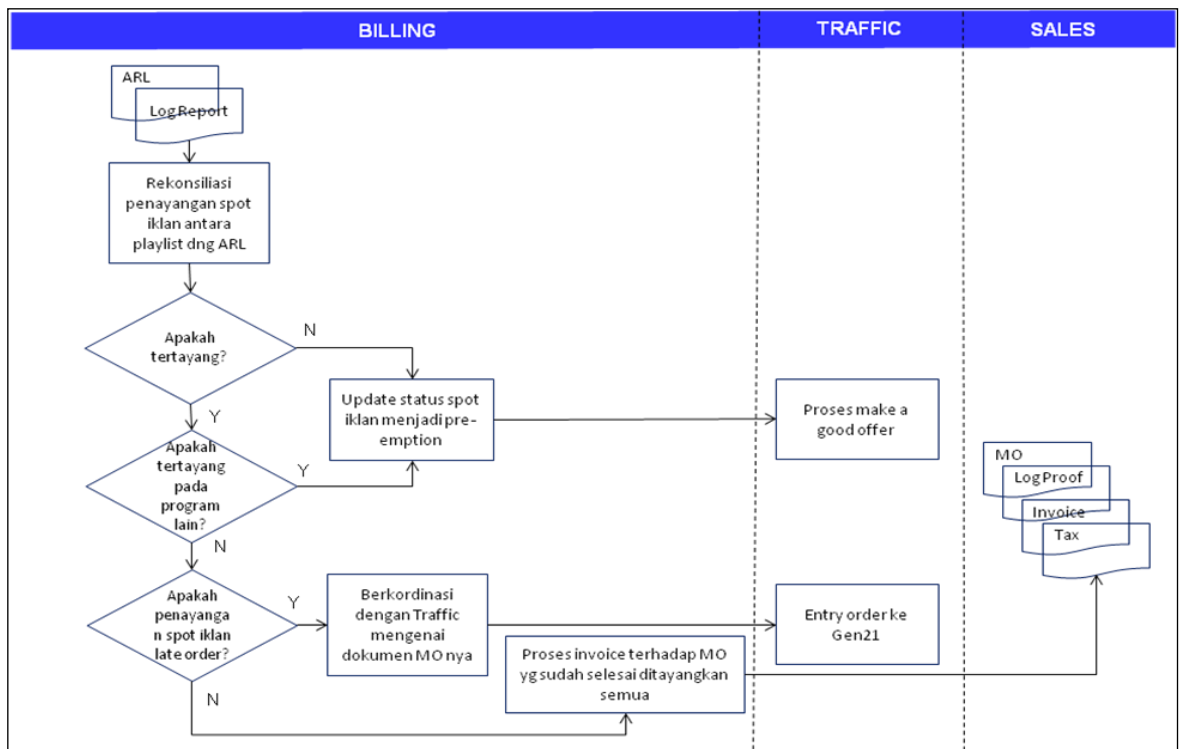 BILLING
TRAFFIC
SALES
ARL
Log Report
Rekonsiliasi
penayangan spot
iklan antara
playlist dng ARL
Apakah
tertayang?
N
Y
Update status spot
iklan menjadi pre-
emption
Proses make a
good offer
Apakah
tertayang
pada
program
lain?
Y
N
MO
Log Proof
Invoice
Tax
Apakah
penayanga
n spot iklan
late order?
Y
N
Berkordinasi
dengan Traffic
mengenai
dokumen MO nya
Entry order ke
Gen21
Proses invoice terhadap MO
yg sudah selesai ditayangkan
semua